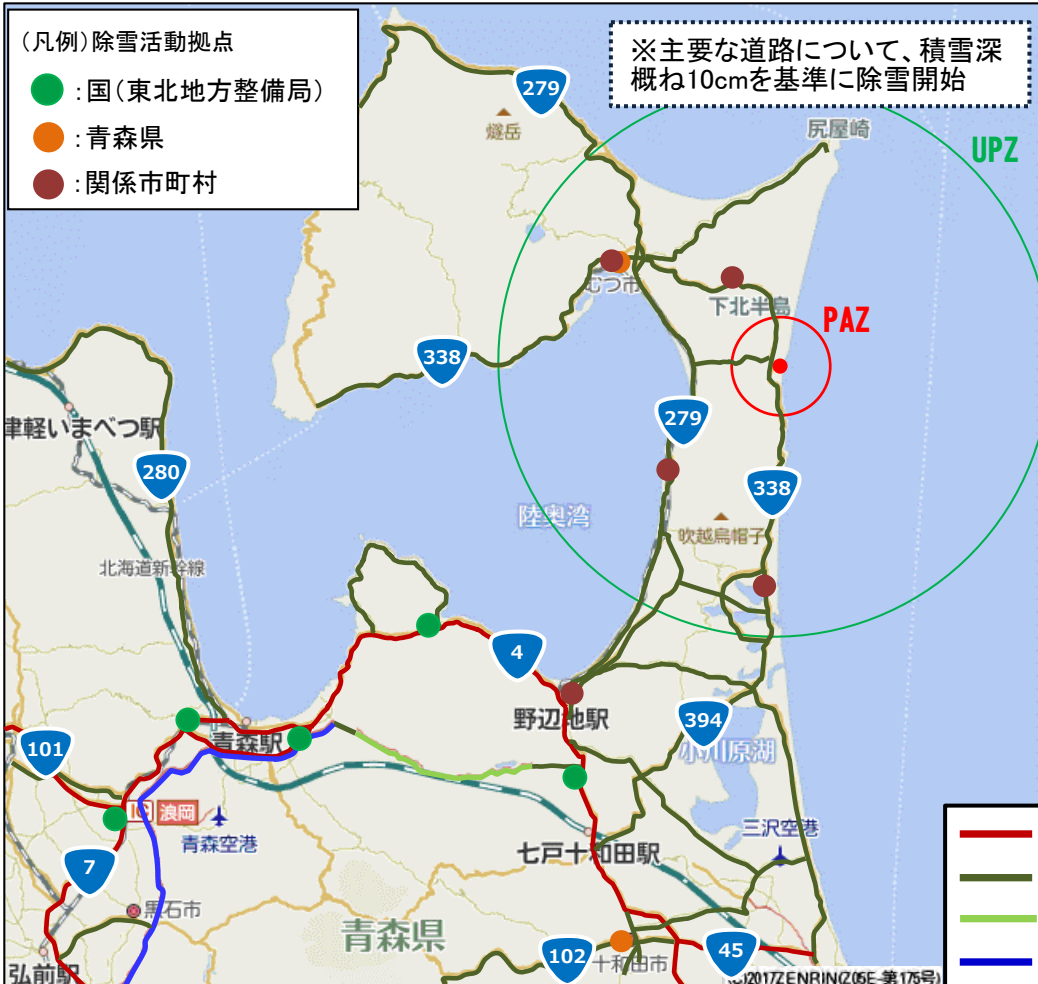 (凡例)除雪活動拠点
:国(東北地方整備局)
:青森県
:関係市町村
※主要な道路について、積雪深
概ね10cmを基準に除雪開始
279
燧岳
尻屋崎
UPZ
むつ市
下北半島
PAZ
338
279
津軽いまべつ駅
280
338
陸奥湾
吹越烏帽子
北海道新幹線
4
野辺地駅
394
101
青森駅
小川原湖
IC 浪岡
青森空港
三沢空港
七戸十和田駅
7
黒石市
青森県
102
十和田市
45
弘前駅
(C)2017ZENRIN(Z05E-第175号)